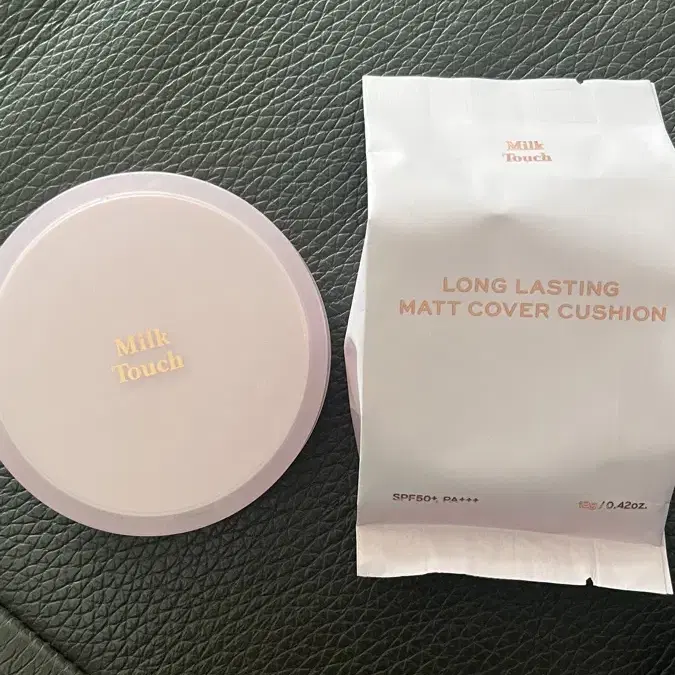 Milk
Touch
Milk
Touch
LONG LASTING
MATT COVER CUSHION
SPF50+, PA+++
12g / 0.42oz.